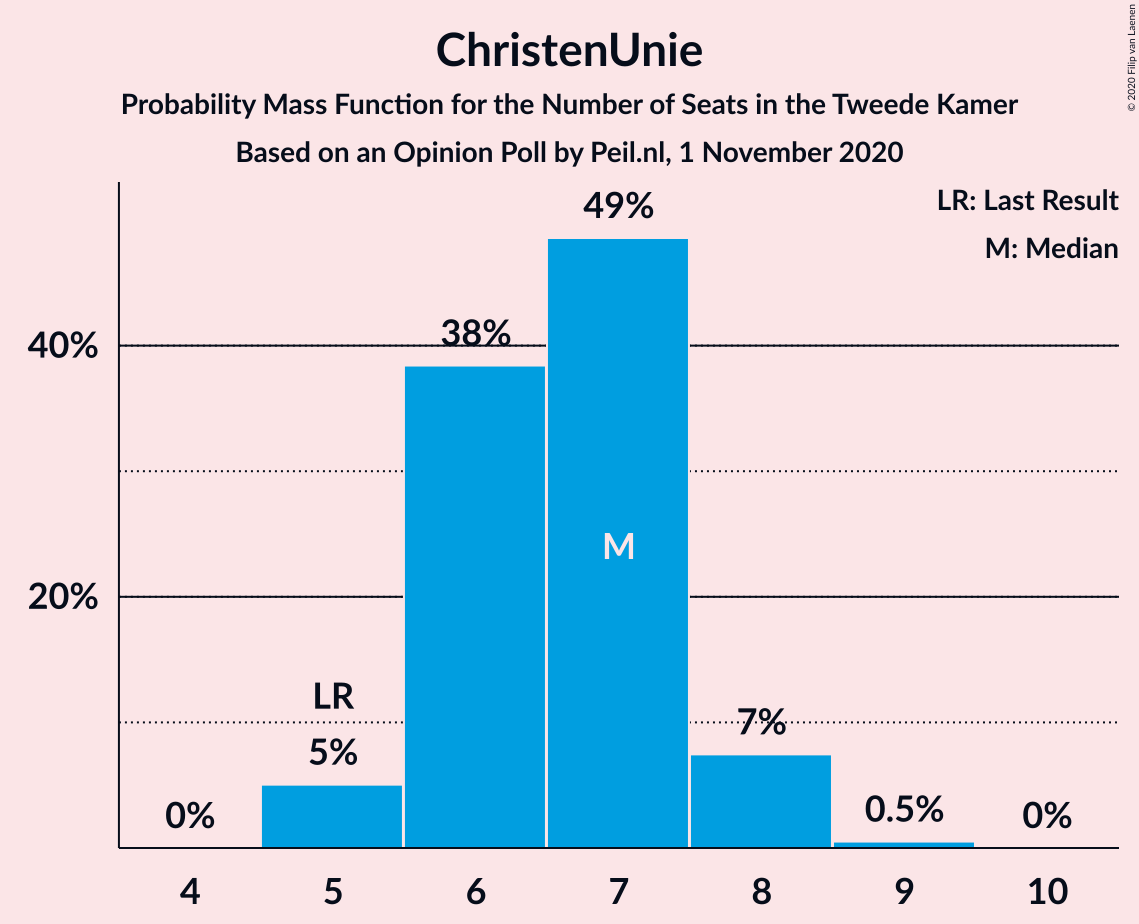 ChristenUnie
Probability Mass Function for the Number of Seats in the Tweede Kamer
Based on an Opinion Poll by Peil.nl, 1 November 2020
© 2020 Filip van Laenen
LR: Last Result
M: Median
49%
38%
40%
M
20%
LR
7%
5%
0%
0.5%
0%
4
5
6
7
8
9
10